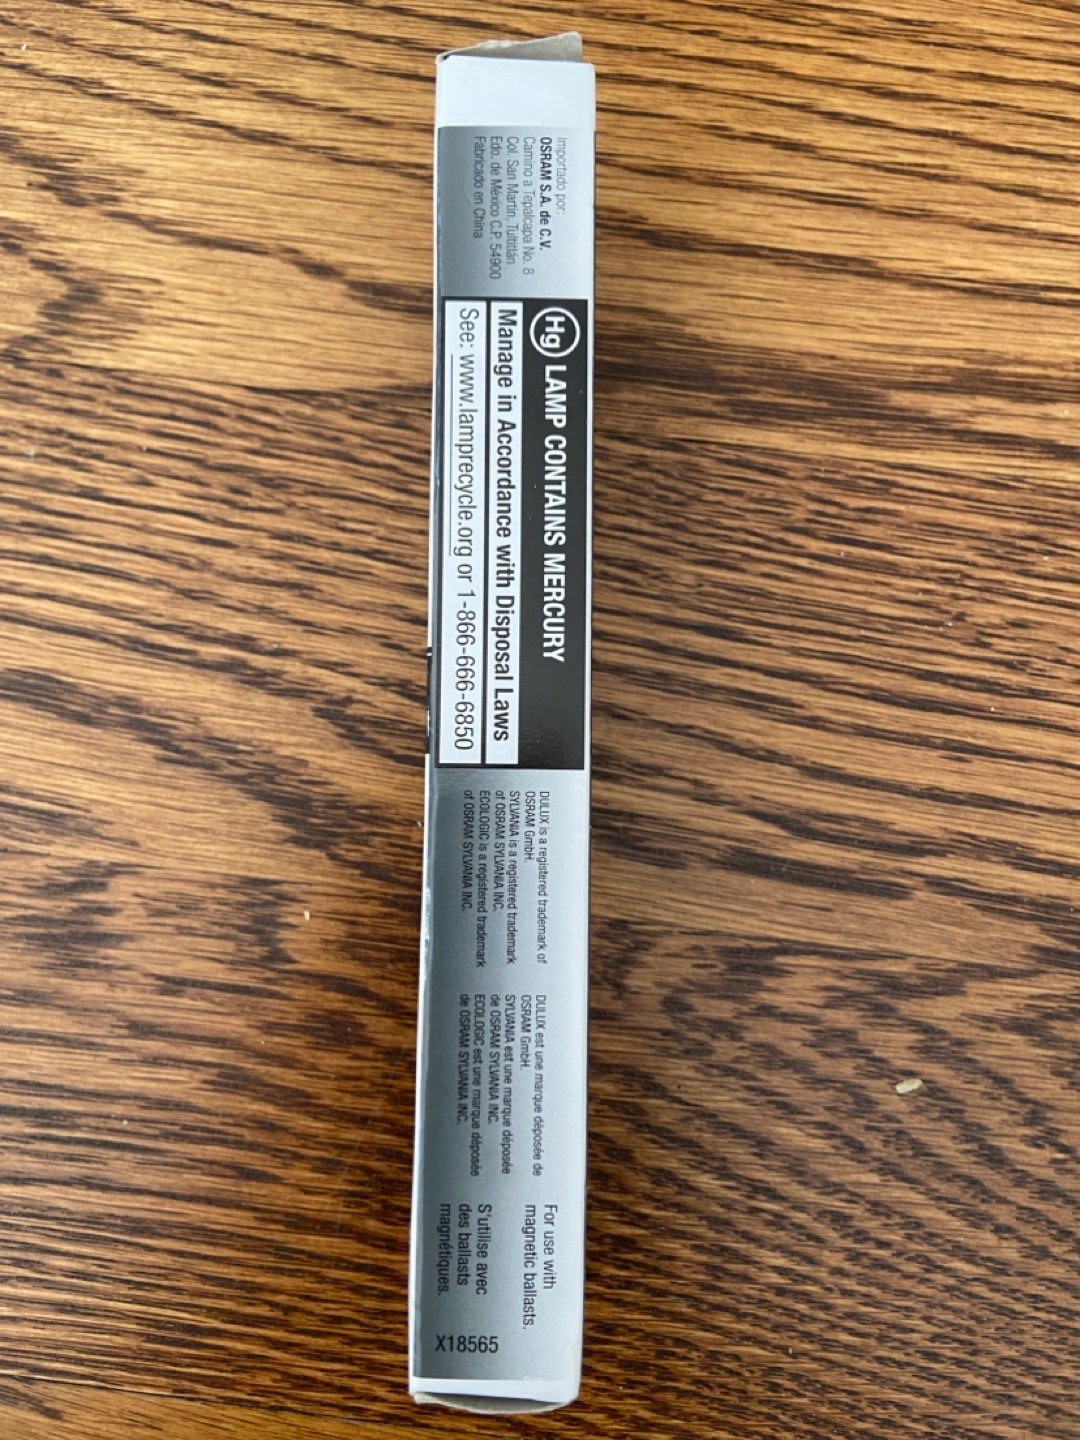 Importado por:
OSRAM S.A. de C.V.
Camino a Tepalcapa No. 8
Col. San Martín, Tultitlán
Edo. de México C.P. 54900
Fabricado en China
Hg LAMP CONTAINS MERCURY
Manage in Accordance with Disposal Laws
See: www.lamprecycle.org or 1-866-666-6850
DULUX is a registered trademark of
OSRAM GmbH.
SYLVANIA is a registered trademark
of OSRAM SYLVANIA INC.
ECOLOGIC is a registered trademark
of OSRAM SYLVANIA INC.
DULUX est une marque déposée de
OSRAM GmbH.
SYLVANIA est une marque déposée
de OSRAM SYLVANIA INC.
ECOLOGIC est une marque déposée
de OSRAM SYLVANIA INC.
For use with
magnetic ballasts.
S'utilise avec
des ballasts
magnétiques.
X18565